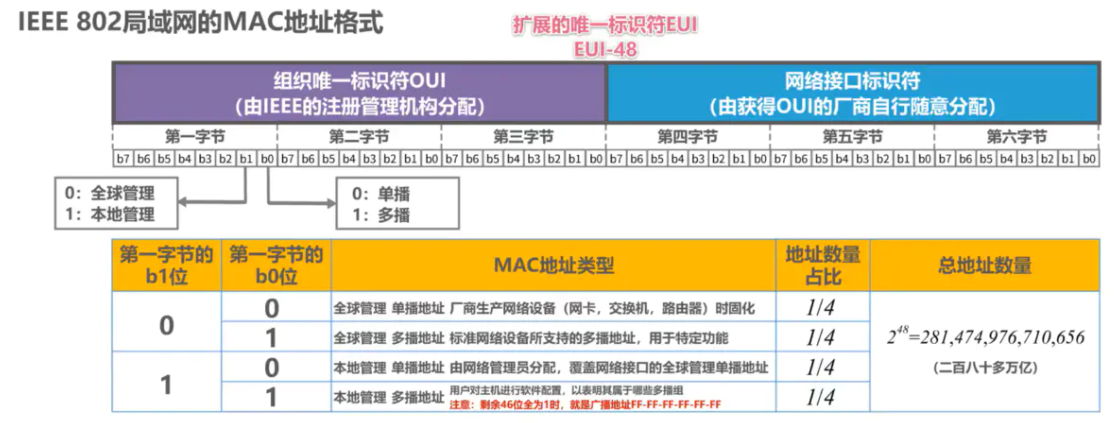 IEEE 802局域网的MAC地址格式
扩展的唯一标识符EUI
EUI-48
组织唯一标识符OUI
（由IEEE的注册管理机构分配）
网络接口标识符
（由获得OUI的厂商自行随意分配）
第一字节 第二字节 第三字节 第四字节 第五字节 第六字节
b7 b6 b5 b4 b3 b2 b1 b0 b7 b6 b5 b4 b3 b2 b1 b0 b7 b6 b5 b4 b3 b2 b1 b0 b7 b6 b5 b4 b3 b2 b1 b0 b7 b6 b5 b4 b3 b2 b1 b0 b7 b6 b5 b4 b3 b2 b1 b0
0：全球管理
1：本地管理
0：单播
1：多播
第一字节的
b1位
第一字节的
b0位
MAC地址类型
地址数量
占比
总地址数量
0
0 全球管理 单播地址 厂商生产网络设备（网卡，交换机，路由器）时固化 1/4
1 全球管理 多播地址 标准网络设备所支持的多播地址，用于特定功能 1/4
1
0 本地管理 单播地址 由网络管理员分配，覆盖网络接口的全球管理单播地址 1/4
1 本地管理 多播地址 用户对主机进行软件配置，以表明其属于哪些多播组 1/4
注意：剩余46位全为1时，就是广播地址FF-FF-FF-FF-FF-FF
2^48=281,474,976,710,656
（二百八十多万亿）